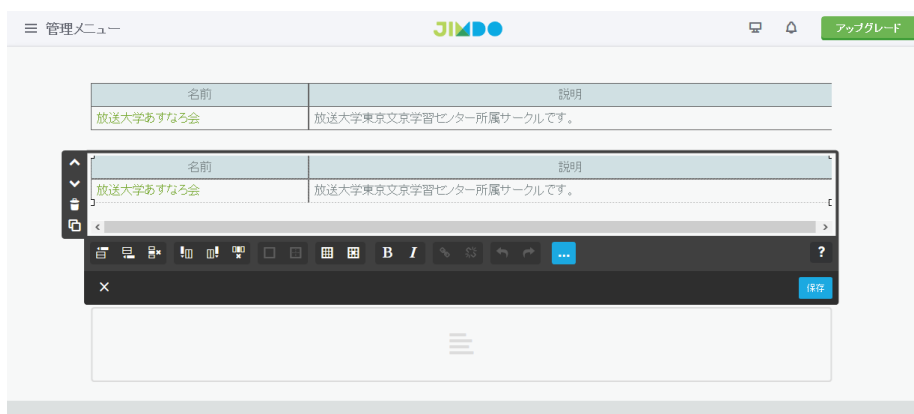 管理メニュー
JIMDO
アップグレード
名前 説明
放送大学あすなろ会 放送大学東京文京学習センター所属サークルです。
名前 説明
放送大学あすなろ会 放送大学東京文京学習センター所属サークルです。
B I ... ?
保存